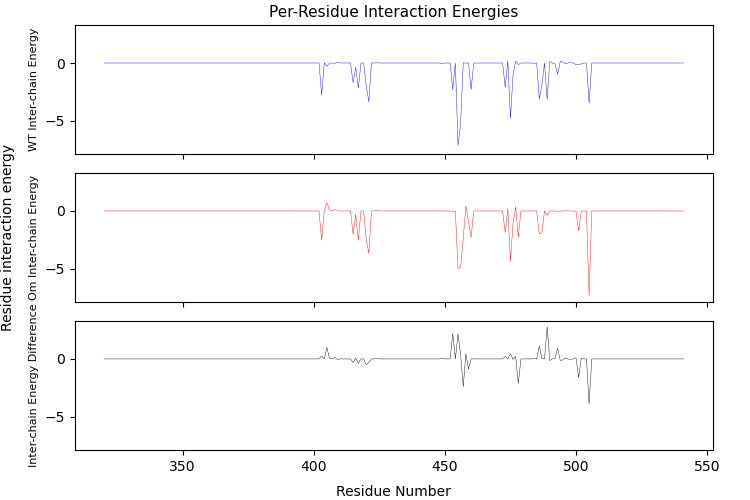 Per-Residue Interaction Energies
WT Inter-chain Energy
0
−5
Residue interaction energy
Om Inter-chain Energy
0
−5
Inter-chain Energy Difference
0
−5
350
400
450
500
550
Residue Number